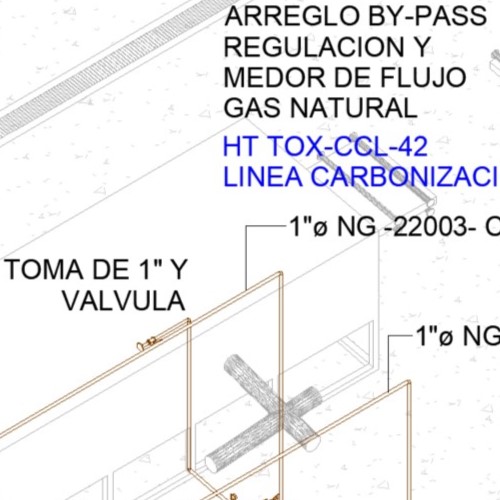 ARREGLO BY-PASS
REGULACION Y
MEDOR DE FLUJO
GAS NATURAL
HT TOX-CCL-42
LINEA CARBONIZACI
1"ø NG -22003- C
TOMA DE 1" Y
VALVULA
1"ø NG